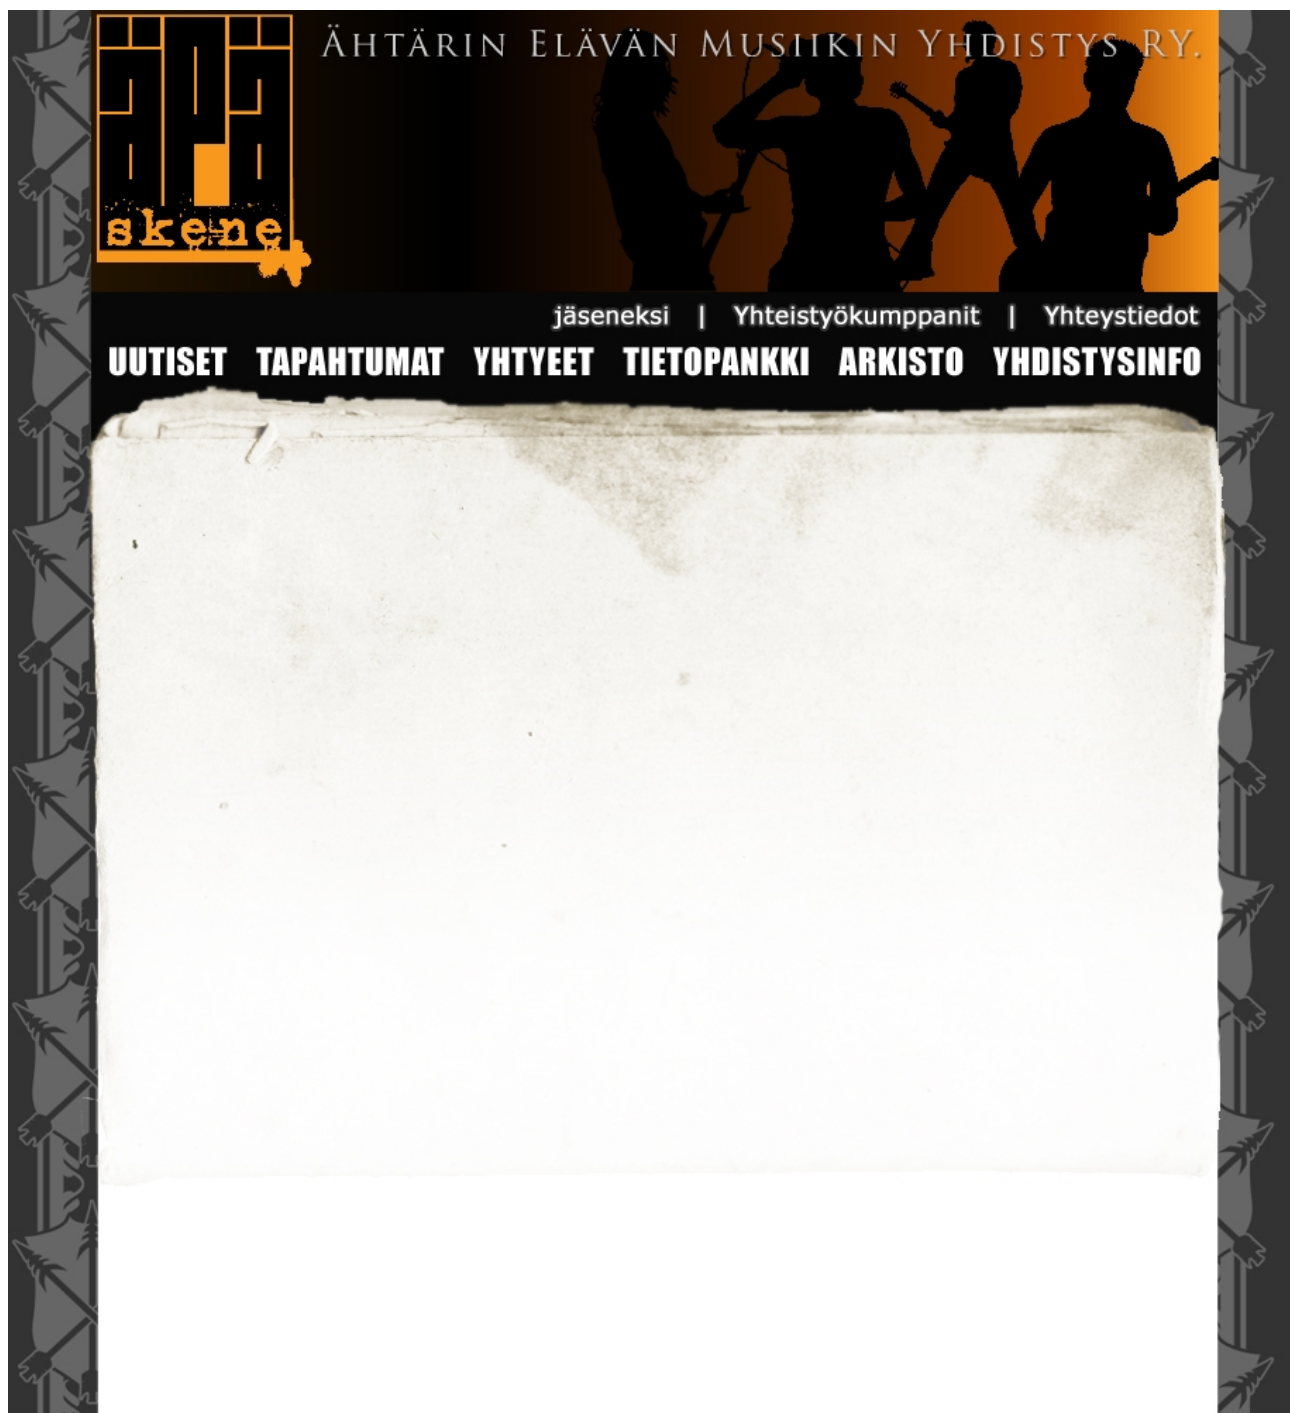 äpä
skene
Ähtärin Elävän Musiikin Yhdistys ry.
jäseneksi | Yhteistyökumppanit | Yhteystiedot
UUTISET TAPAHTUMAT YHTYEET TIETOPANKKI ARKISTO YHDISTYSINFO